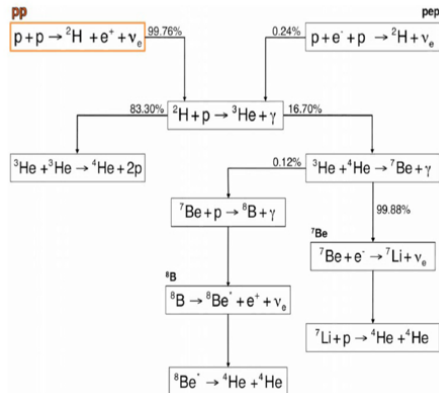 pp
pep
p + p → ²H + e⁺ + νₑ
99.76%
0.24%
p + e⁻ + p → ²H + νₑ
83.30%
²H + p → ³He + γ
16.70%
³He + ³He → ⁴He + 2p
0.12%
³He + ⁴He → ⁷Be + γ
⁷Be + p → ⁸B + γ
99.88%
⁷Be
⁷Be + e⁻ → ⁷Li + νₑ
⁸B
⁸B → ⁸Be* + e⁺ + νₑ
⁷Li + p → ⁴He + ⁴He
⁸Be* → ⁴He + ⁴He